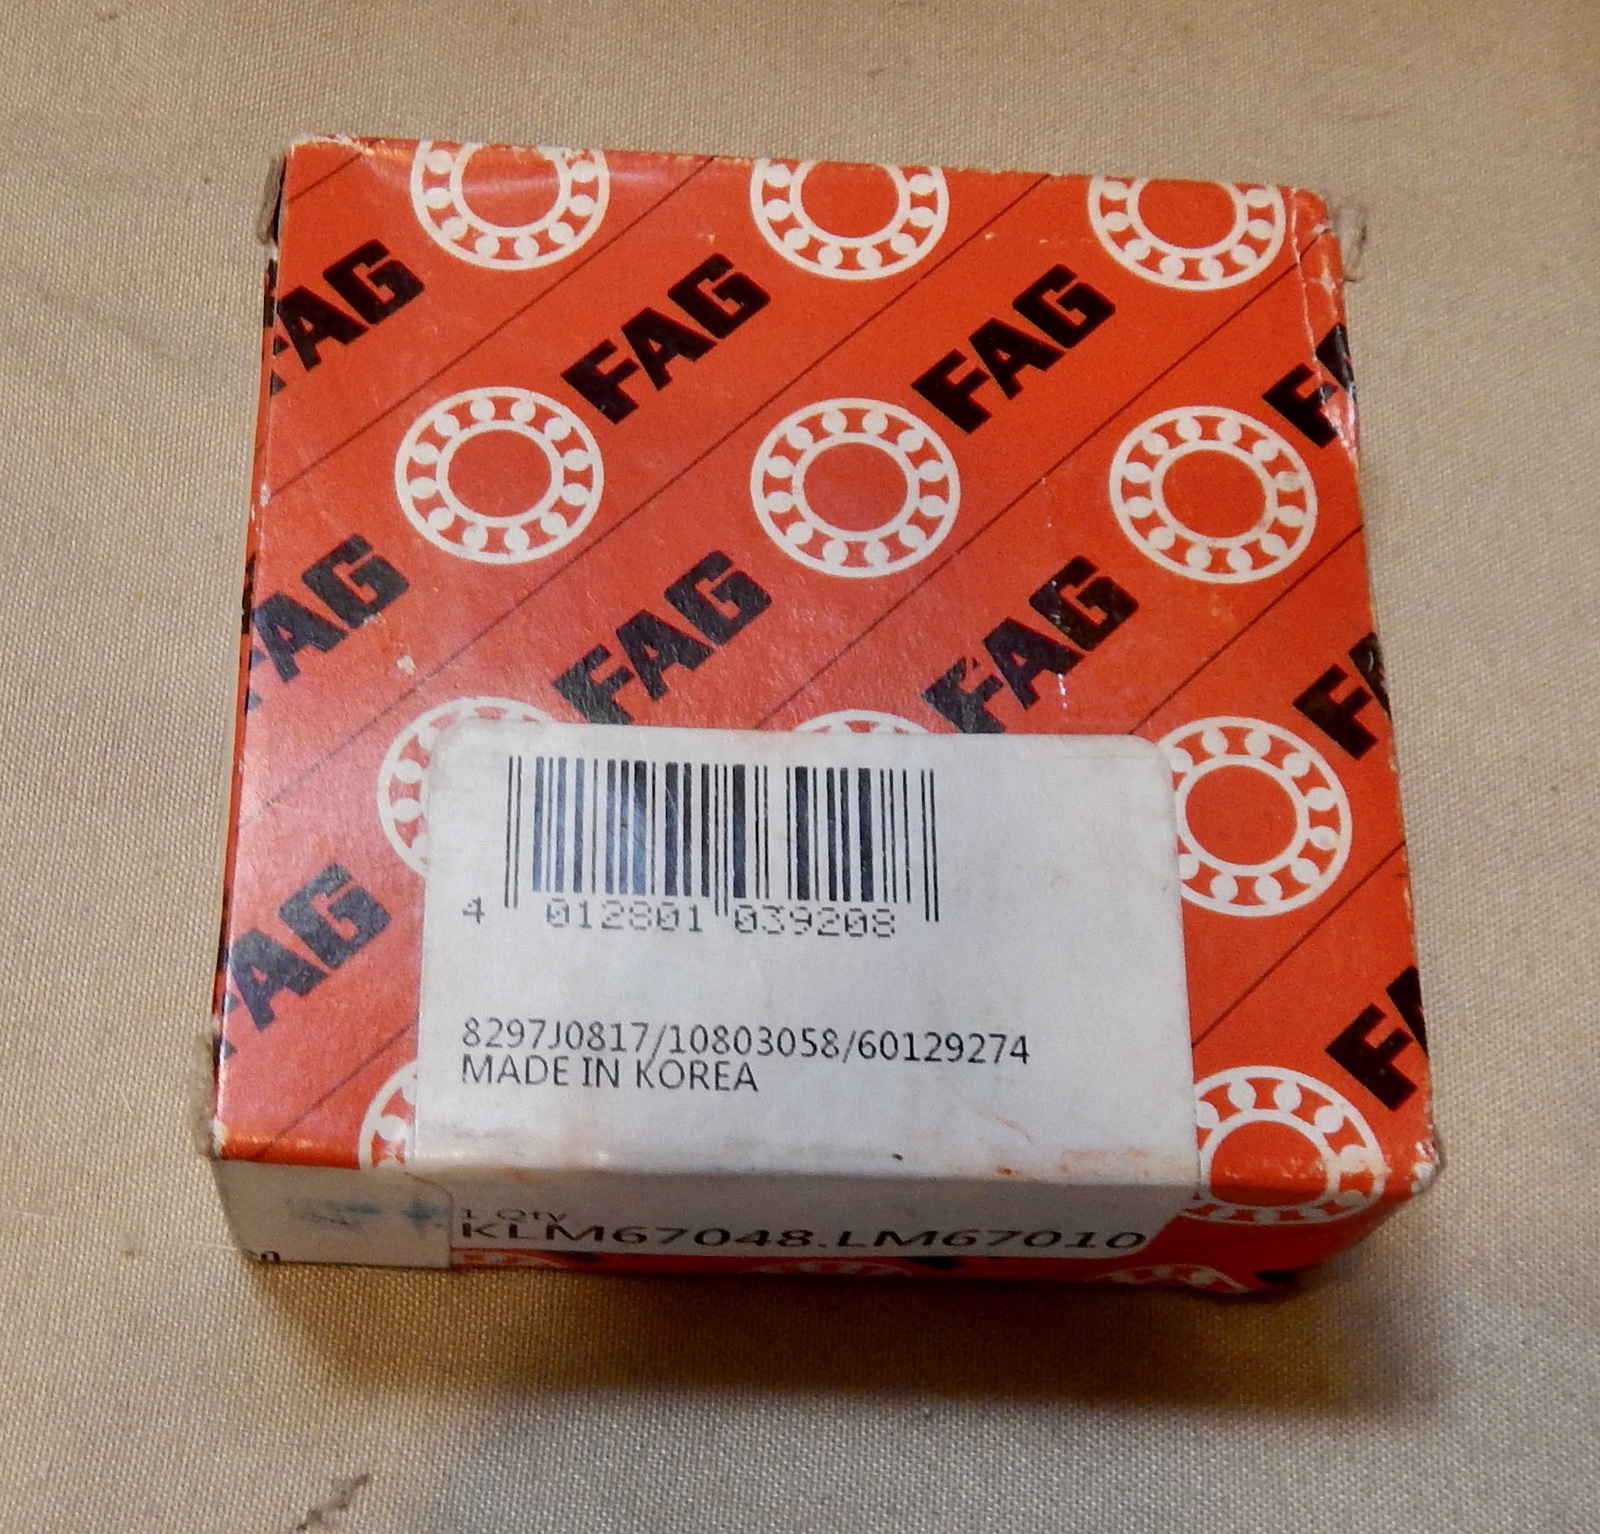 FAG FAG FAG
FAG FAG FAG
FAG
4 012801 039208
8297J0817/10803058/60129274
MADE IN KOREA
1 Qty
KLM67048.LM67010